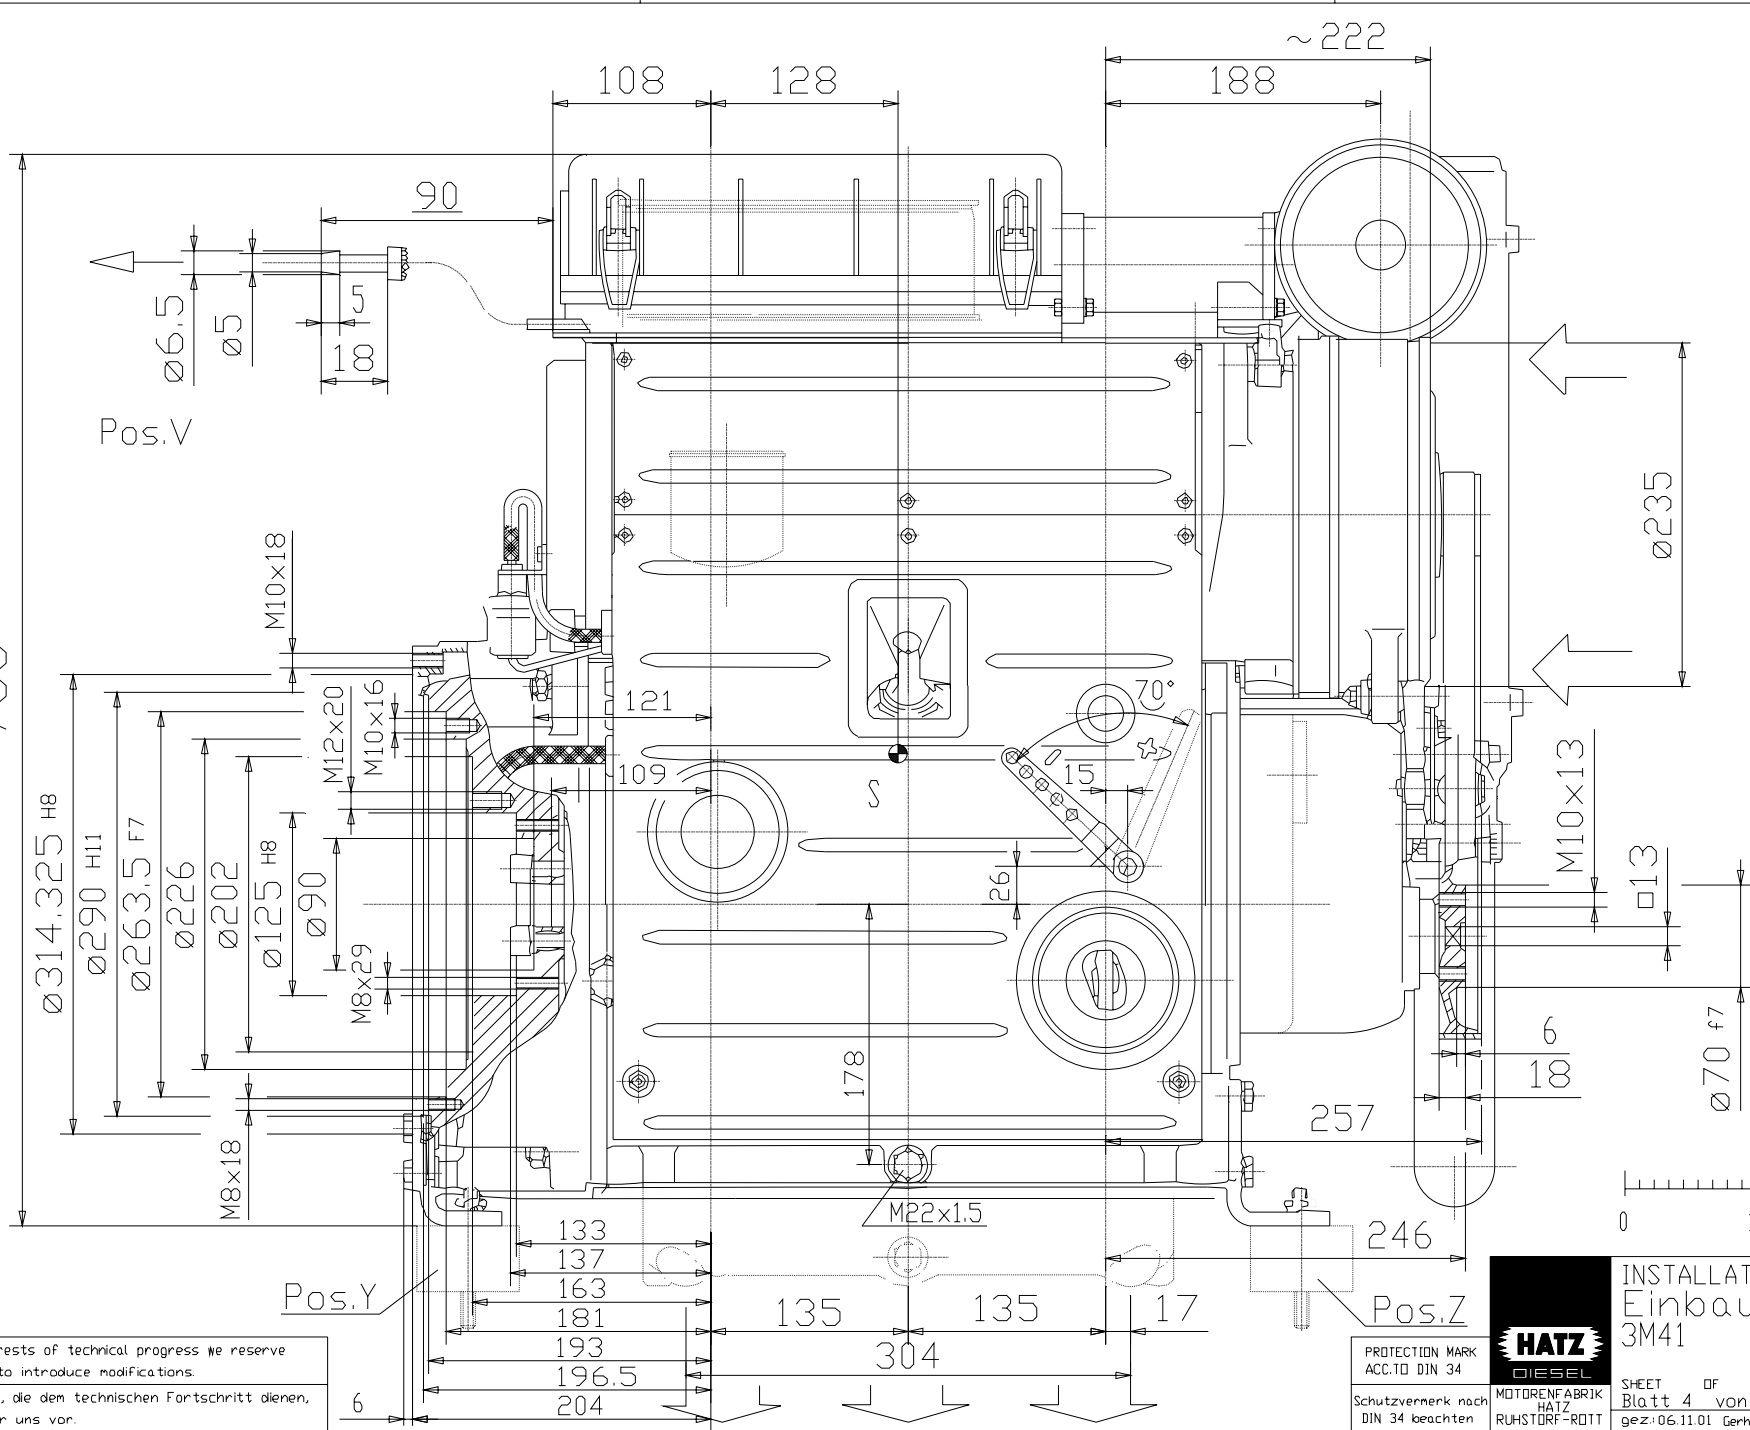 ~222
108
128
188
90
ø6.5
ø5
5
18
Pos.V
ø235
M10x18
M12x20
M10x16
121
70°
109
15
S
26
ø314.325 H8
ø290 H11
ø263.5 f7
ø226
ø202
ø125 H8
ø90
M8x29
M10x13
□13
178
6
18
ø70 f7
257
M8x18
M22x1.5
0
246
133
137
163
181
193
196.5
204
6
Pos.Y
135
135
17
304
Pos.Z
rests of technical progress we reserve
to introduce modifications.
, die dem technischen Fortschritt dienen,
r uns vor.
PROTECTION MARK
ACC.TO DIN 34
Schutzvermerk nach
DIN 34 beachten
HATZ
DIESEL
MOTORENFABRIK
HATZ
RUHSTORF-ROTT
INSTALLAT
Einbau
3M41
SHEET OF
Blatt 4 von
gez.:06.11.01 Gerh